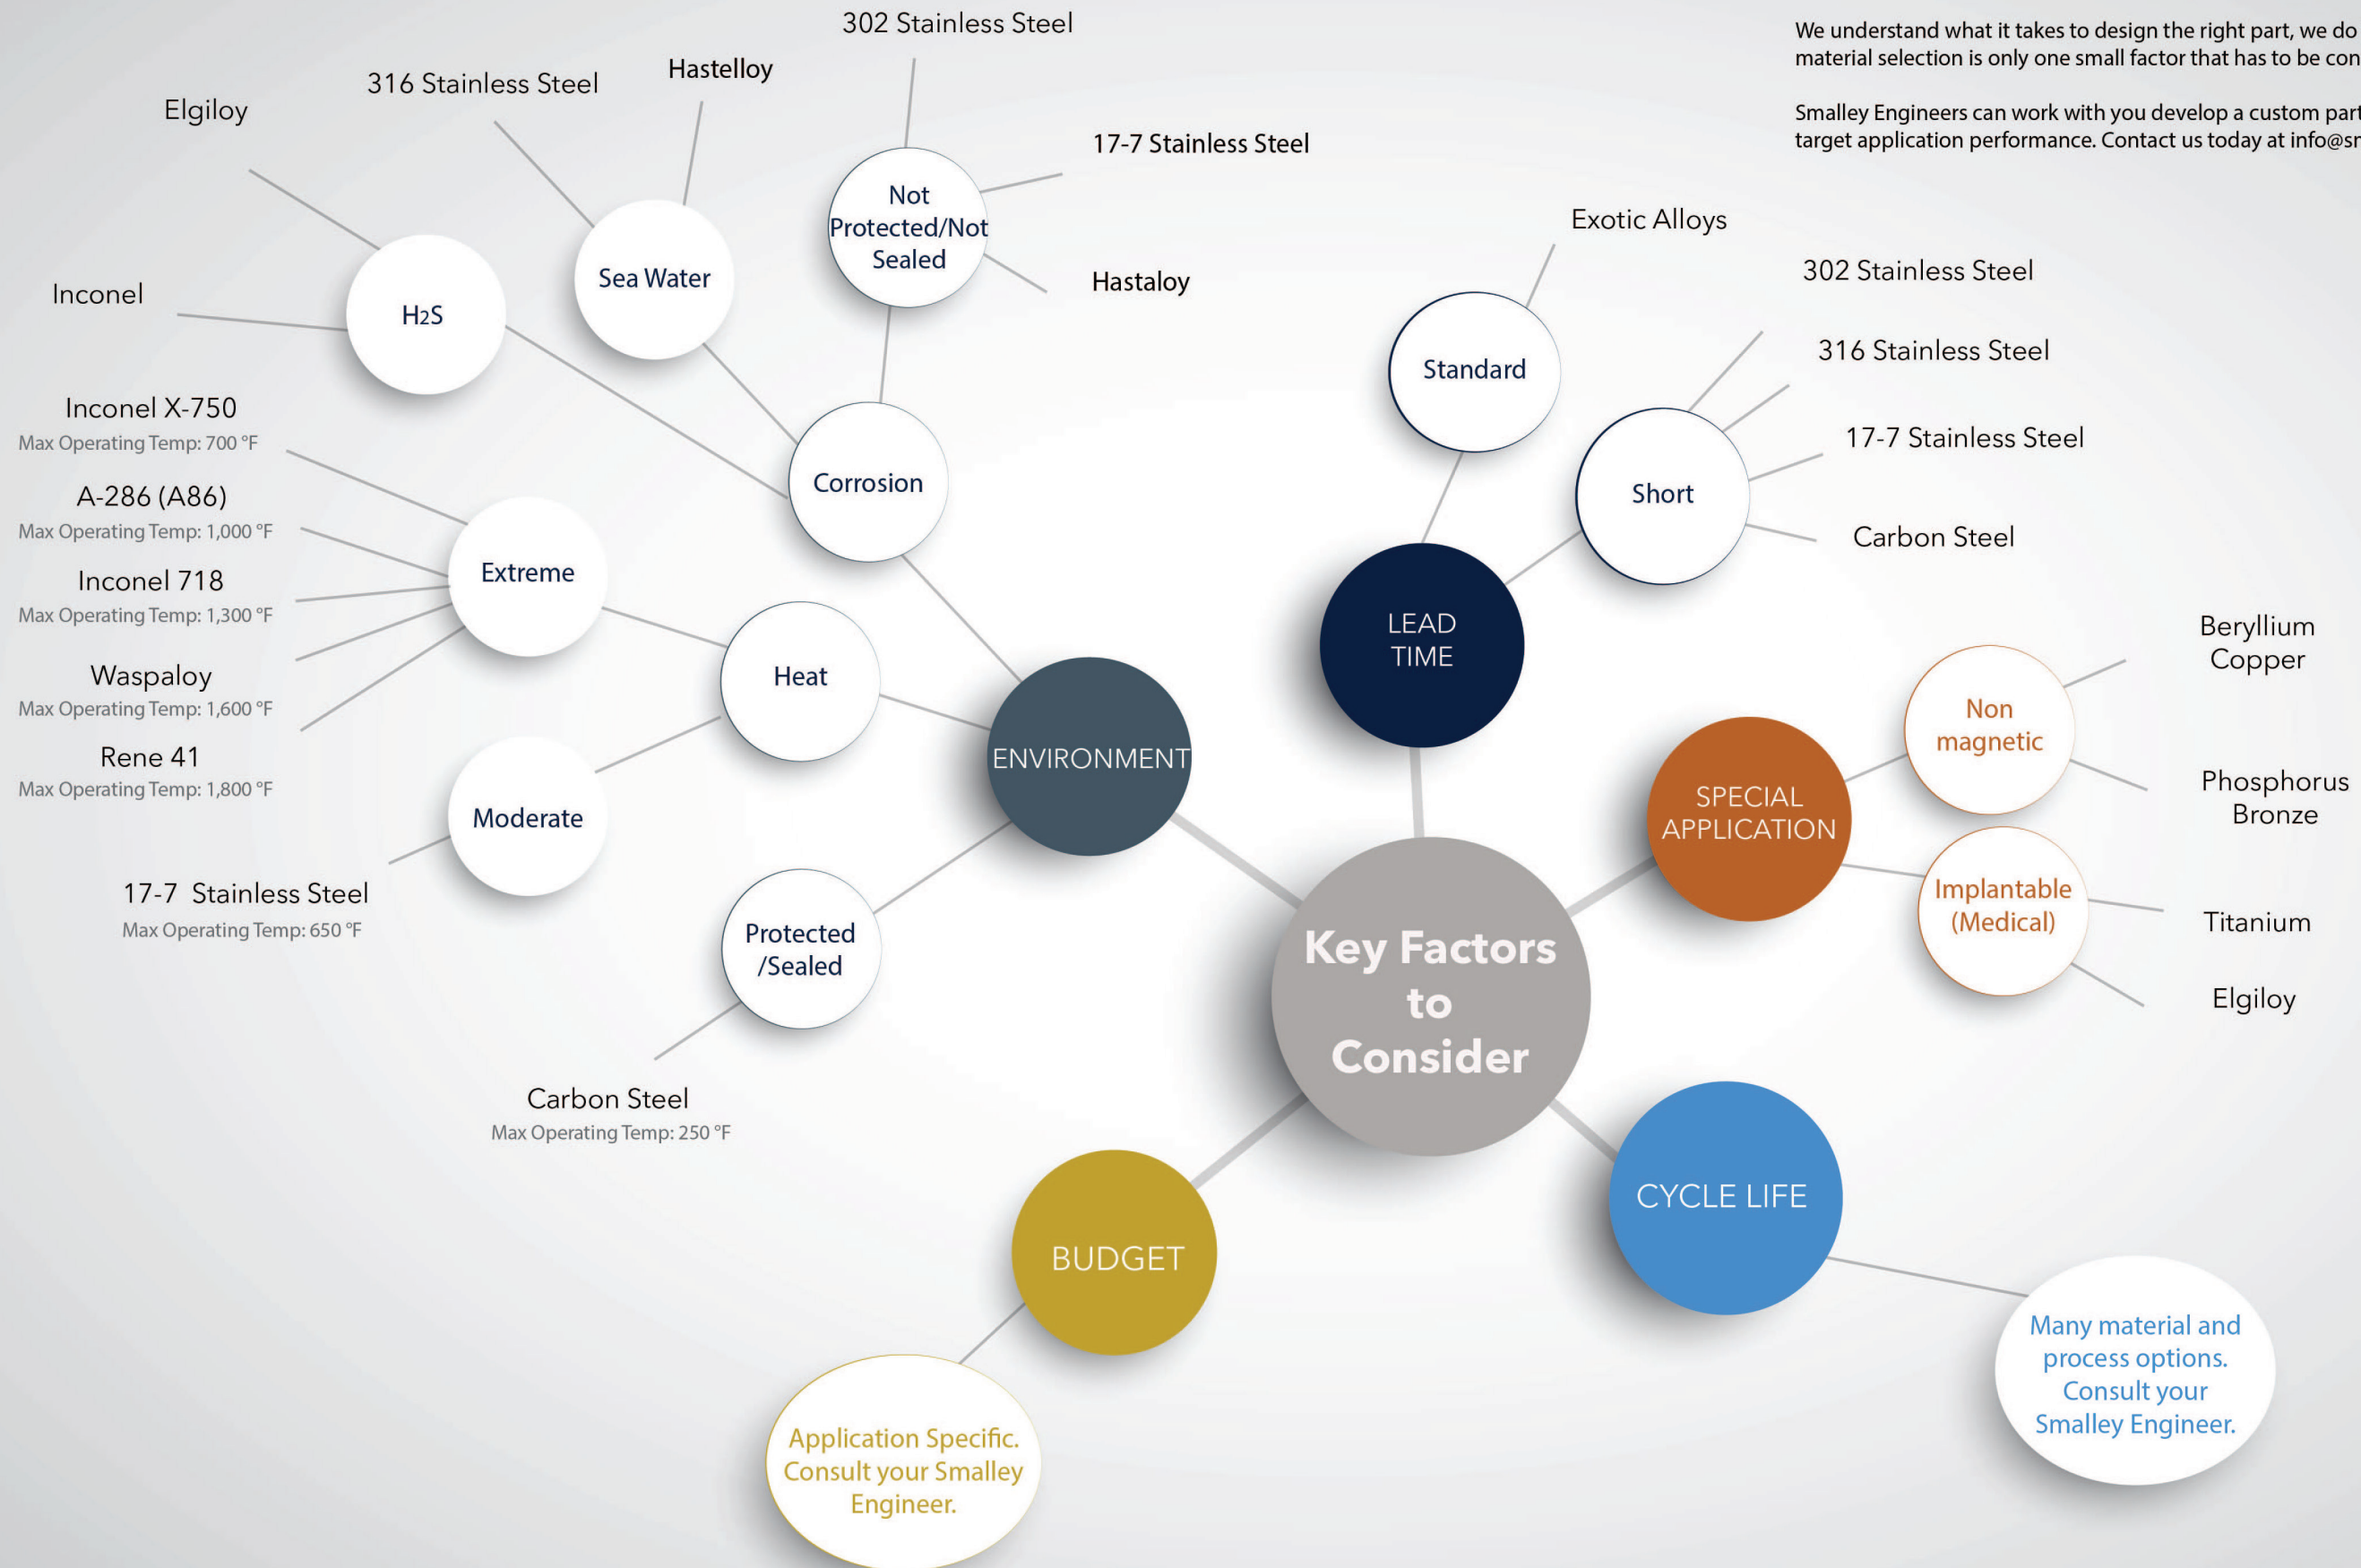 We understand what it takes to design the right part, we do
material selection is only one small factor that has to be con
Smalley Engineers can work with you develop a custom part
target application performance. Contact us today at info@sm
302 Stainless Steel
Hastelloy
316 Stainless Steel
Elgiloy
17-7 Stainless Steel
Not
Protected/Not
Sealed
Hastaloy
Sea Water
Inconel
H2S
Inconel X-750
Max Operating Temp: 700 °F
A-286 (A86)
Max Operating Temp: 1,000 °F
Inconel 718
Max Operating Temp: 1,300 °F
Waspaloy
Max Operating Temp: 1,600 °F
Rene 41
Max Operating Temp: 1,800 °F
Extreme
Corrosion
Heat
Moderate
17-7 Stainless Steel
Max Operating Temp: 650 °F
Protected
/Sealed
Carbon Steel
Max Operating Temp: 250 °F
ENVIRONMENT
Exotic Alloys
Standard
302 Stainless Steel
316 Stainless Steel
17-7 Stainless Steel
Carbon Steel
Short
LEAD
TIME
SPECIAL
APPLICATION
Non
magnetic
Beryllium
Copper
Phosphorus
Bronze
Implantable
(Medical)
Titanium
Elgiloy
Key Factors
to
Consider
CYCLE LIFE
Many material and
process options.
Consult your
Smalley Engineer.
BUDGET
Application Specific.
Consult your Smalley
Engineer.